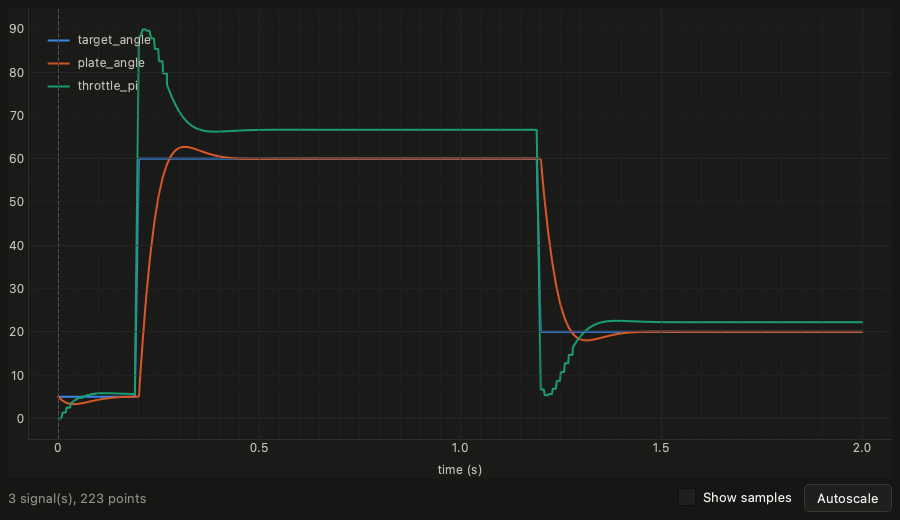 90
80
70
60
50
40
30
20
10
0
target_angle
plate_angle
throttle_pi
0 0.5 1.0 1.5 2.0
time (s)
3 signal(s), 223 points
Show samples
Autoscale